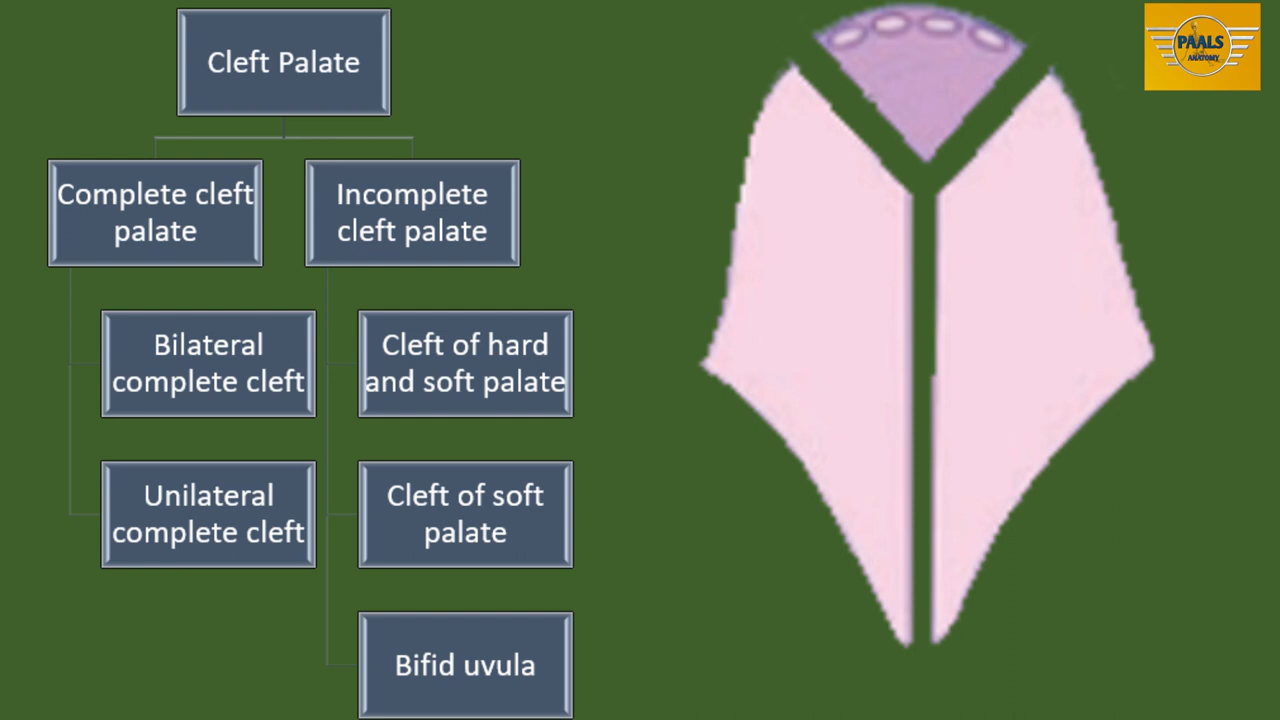 Cleft Palate
PAALS
ANATOMY
Complete cleft
palate
Incomplete
cleft palate
Bilateral
complete cleft
Cleft of hard
and soft palate
Unilateral
complete cleft
Cleft of soft
palate
Bifid uvula